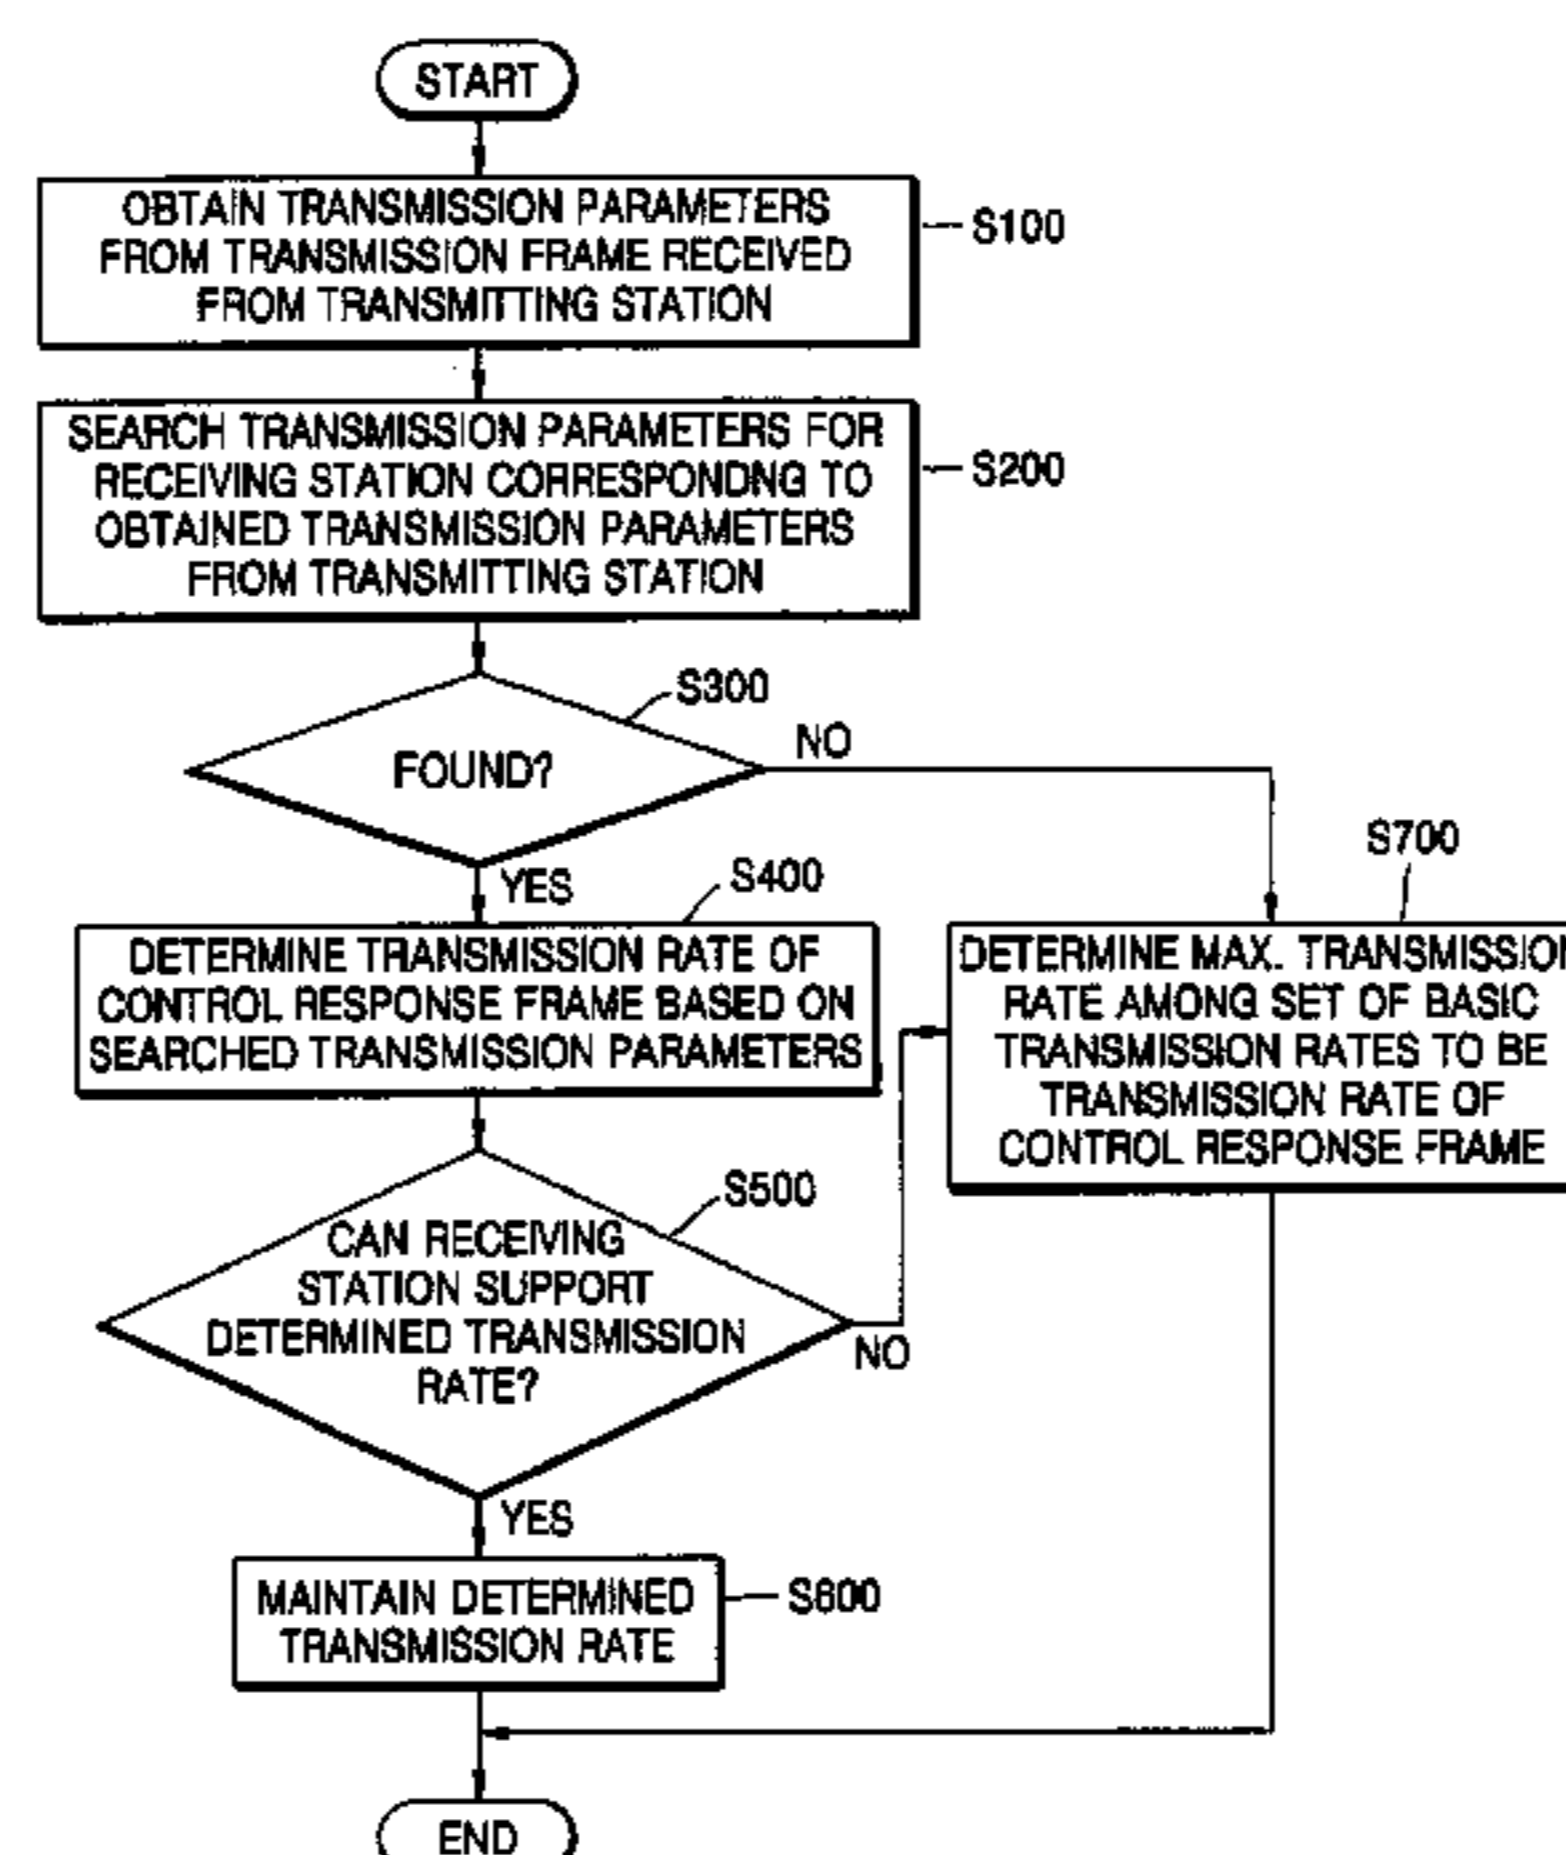 START
OBTAIN TRANSMISSION PARAMETERS
FROM TRANSMISSION FRAME RECEIVED
FROM TRANSMITTING STATION
S100
SEARCH TRANSMISSION PARAMETERS FOR
RECEIVING STATION CORRESPONDNG TO
OBTAINED TRANSMISSION PARAMETERS
FROM TRANSMITTING STATION
S200
S300
FOUND?
NO
YES
S400
DETERMINE TRANSMISSION RATE OF
CONTROL RESPONSE FRAME BASED ON
SEARCHED TRANSMISSION PARAMETERS
S700
DETERMINE MAX. TRANSMISSION
RATE AMONG SET OF BASIC
TRANSMISSION RATES TO BE
TRANSMISSION RATE OF
CONTROL RESPONSE FRAME
S500
CAN RECEIVING
STATION SUPPORT
DETERMINED TRANSMISSION
RATE?
NO
YES
MAINTAIN DETERMINED
TRANSMISSION RATE
S600
END